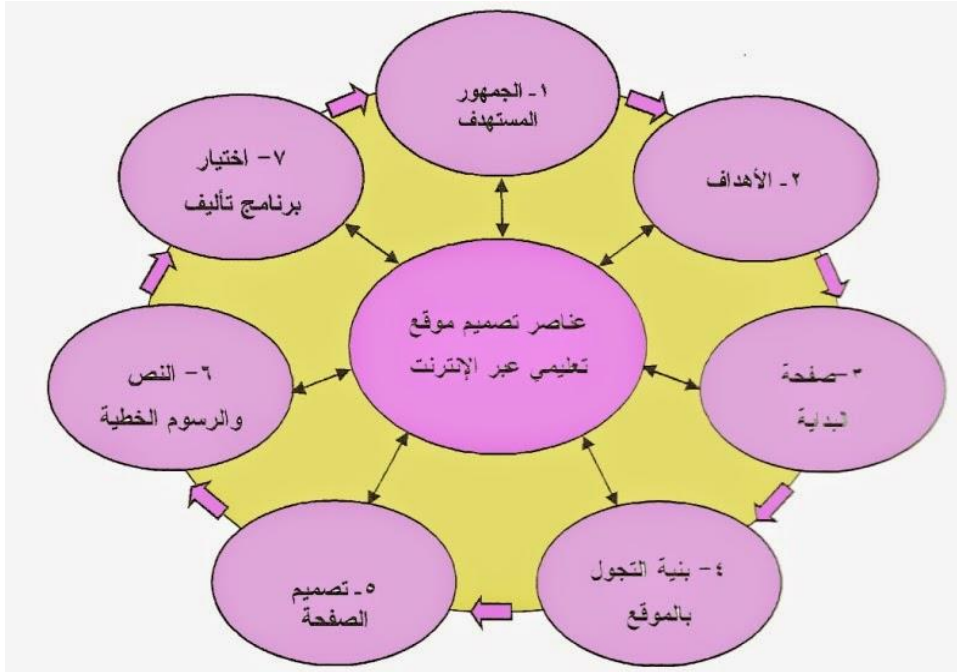 عناصر تصميم موقع
تعليمي عبر الإنترنت
١- الجمهور
المستهدف
٢- الأهداف
٣- صفحة
البداية
٤- بنية التجول
بالموقع
٥- تصميم
الصفحة
٦- النص
والرسوم الخطية
٧- اختيار
برنامج تأليف